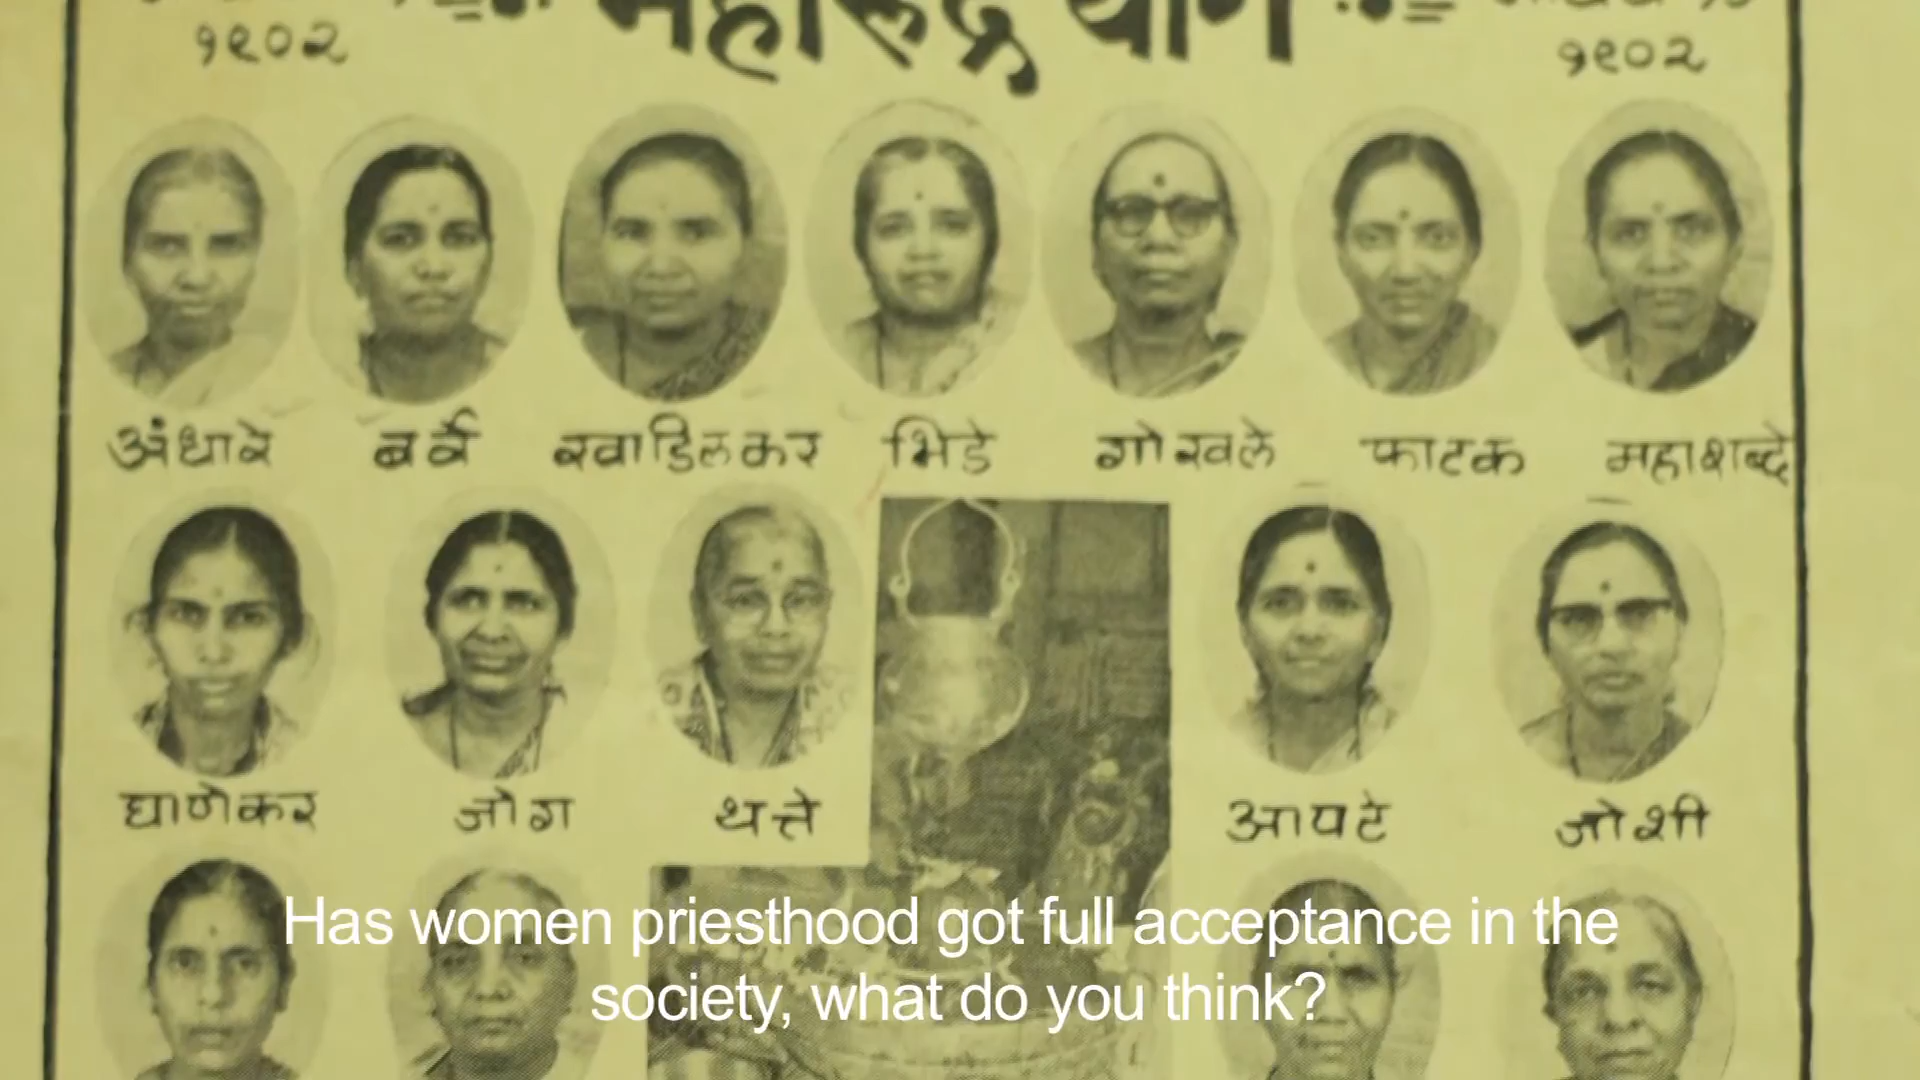 महारुद्र याग
१९०२ १९०२
अंधारे बर्वे खाडिलकर भिडे गोखले फाटक महाशब्दे
घाणेकर जोग थत्ते आपटे जोशी
Has women priesthood got full acceptance in the
society, what do you think?